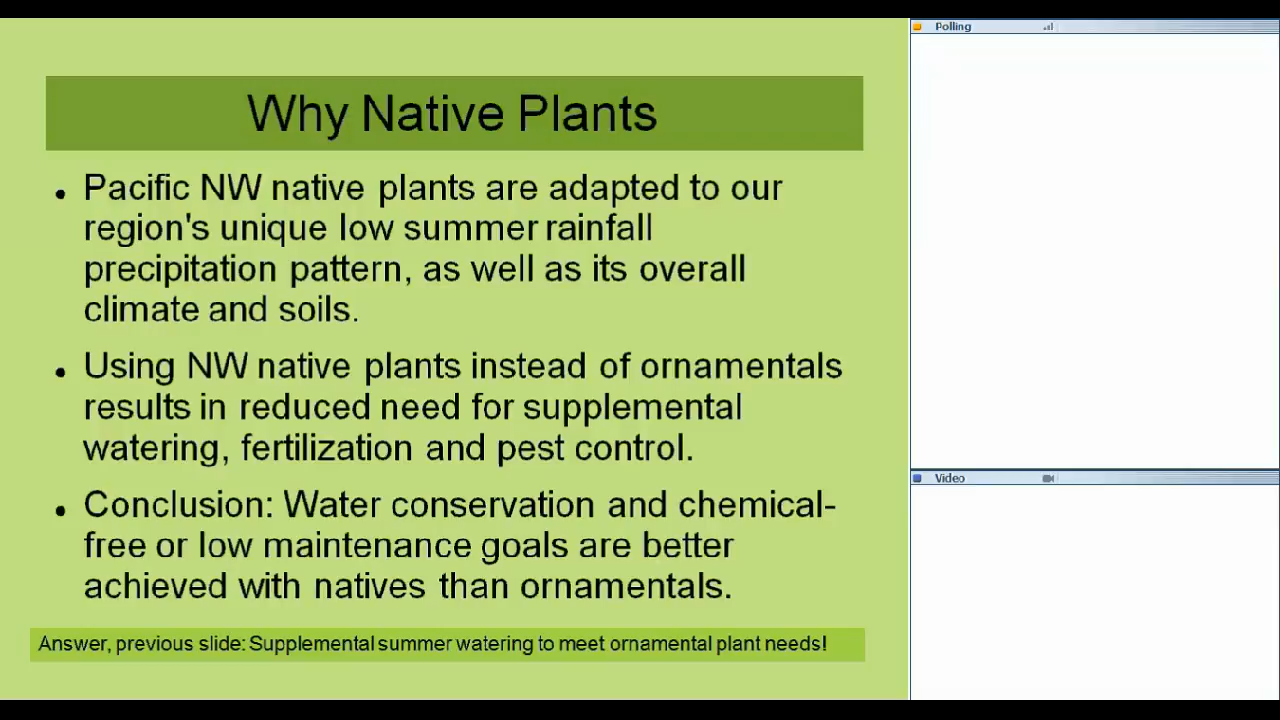 Why Native Plants
• Pacific NW native plants are adapted to our
region's unique low summer rainfall
precipitation pattern, as well as its overall
climate and soils.
• Using NW native plants instead of ornamentals
results in reduced need for supplemental
watering, fertilization and pest control.
• Conclusion: Water conservation and chemical-
free or low maintenance goals are better
achieved with natives than ornamentals.
Answer, previous slide: Supplemental summer watering to meet ornamental plant needs!
Polling
Video